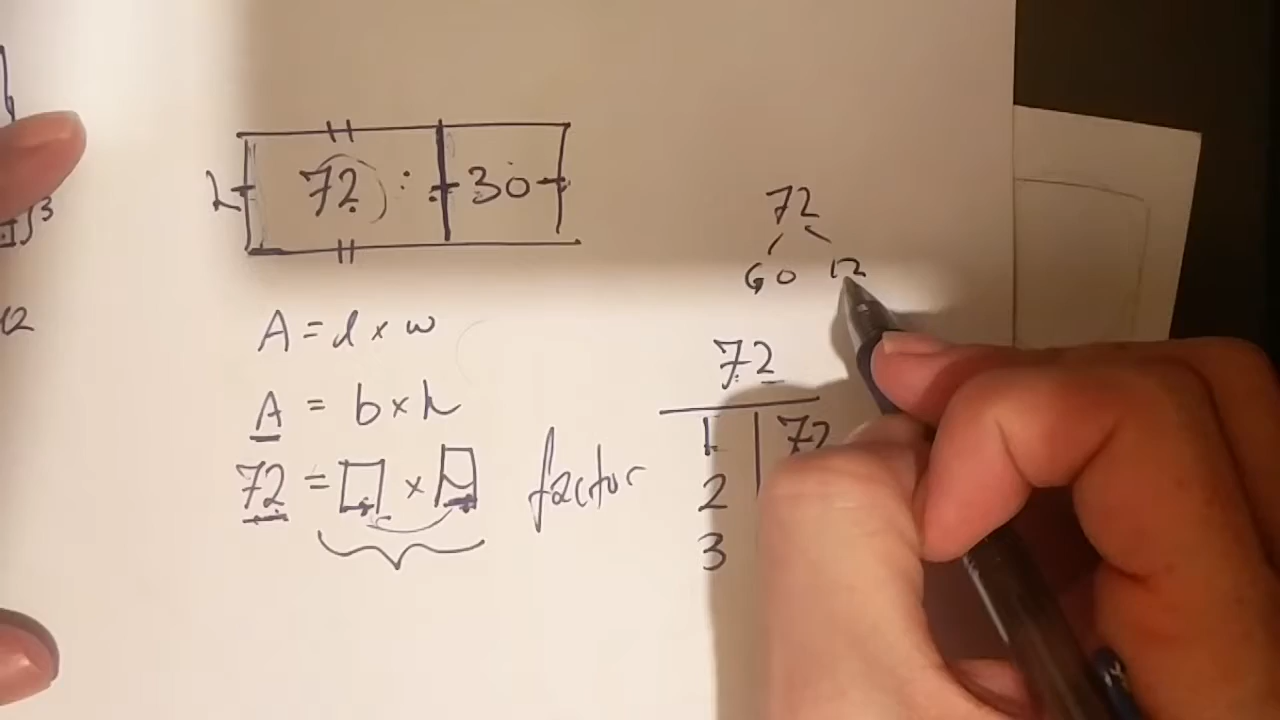 72 30
A = l x w
A = b x h
72 = □ x □ factor
72
60 12
72
1 72
2
3